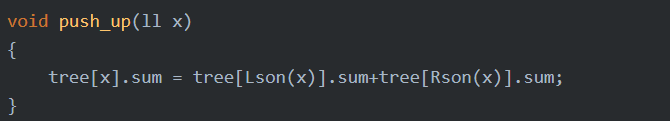 void push_up(ll x)
{
    tree[x].sum = tree[Lson(x)].sum+tree[Rson(x)].sum;
}